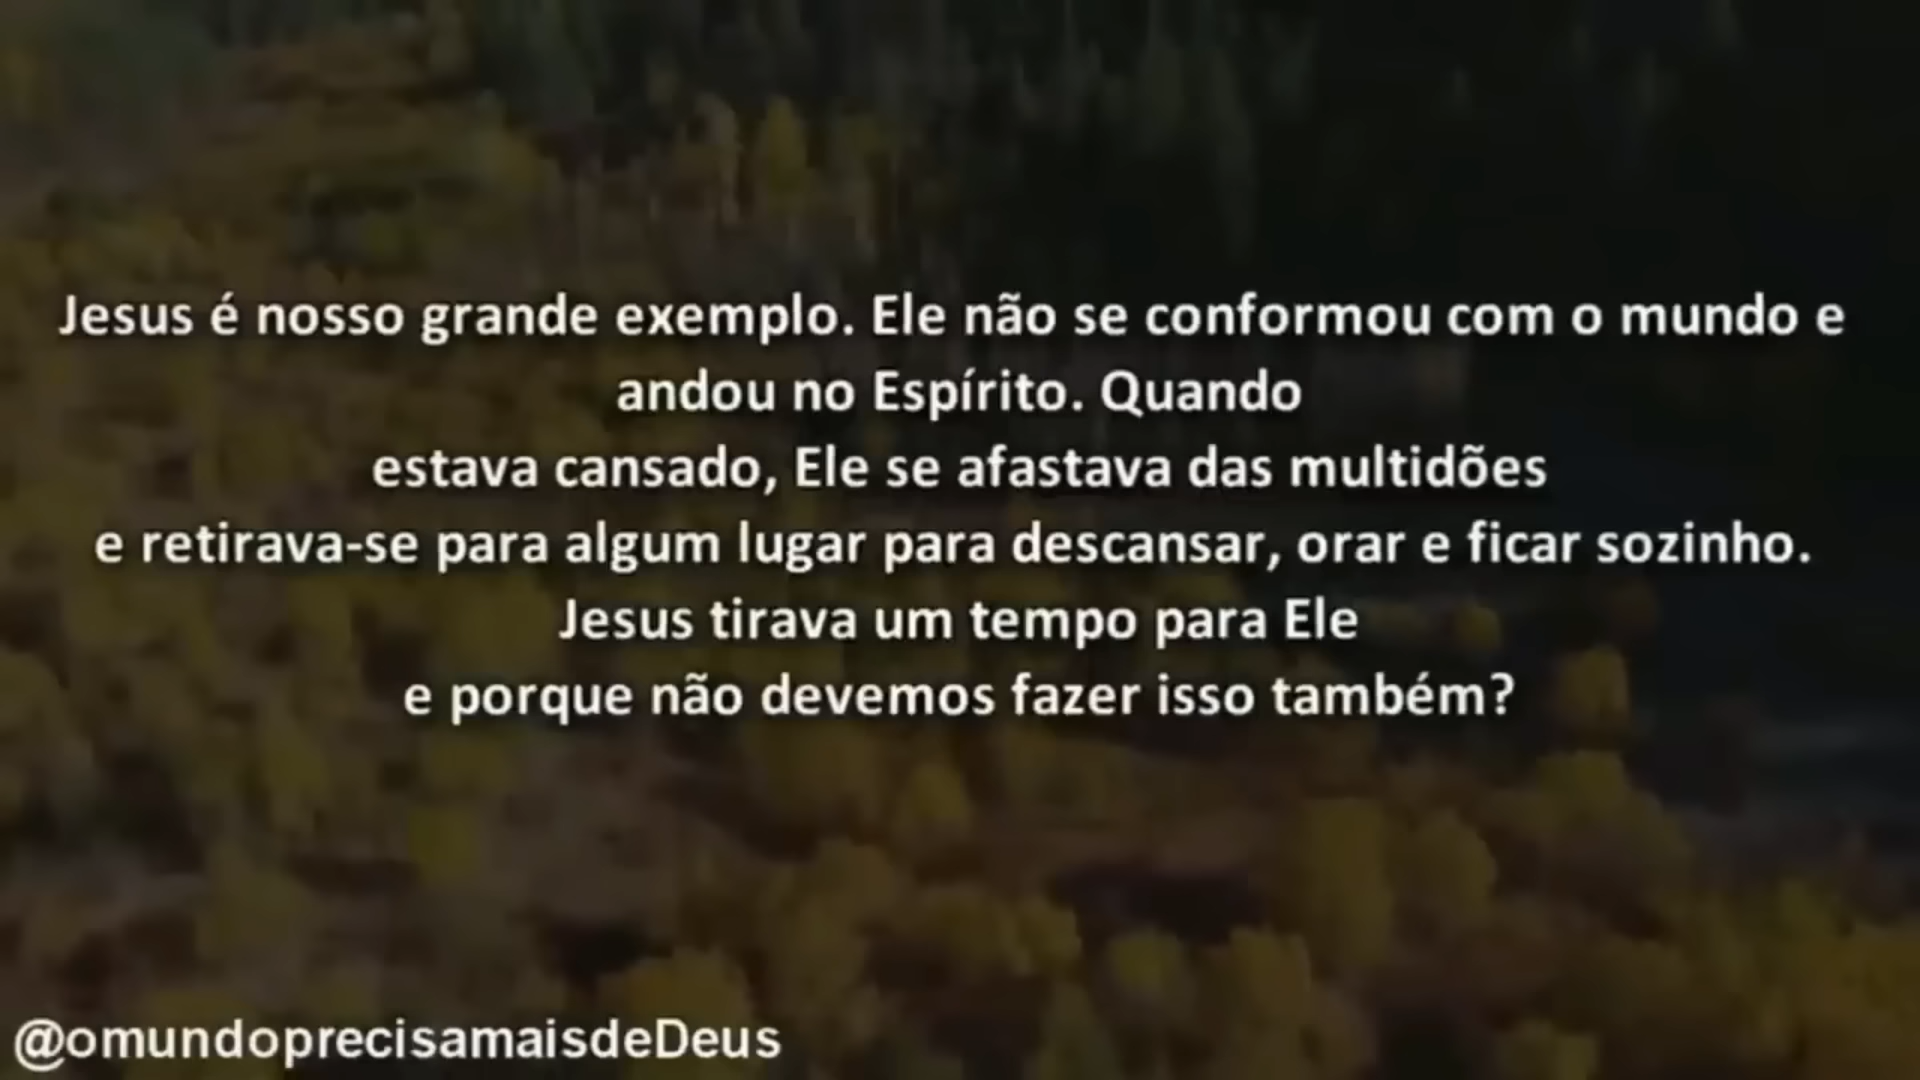 Jesus é nosso grande exemplo. Ele não se conformou com o mundo e
andou no Espírito. Quando
estava cansado, Ele se afastava das multidões
e retirava-se para algum lugar para descansar, orar e ficar sozinho.
Jesus tirava um tempo para Ele
e porque não devemos fazer isso também?
@omundoprecisamaisdeDeus